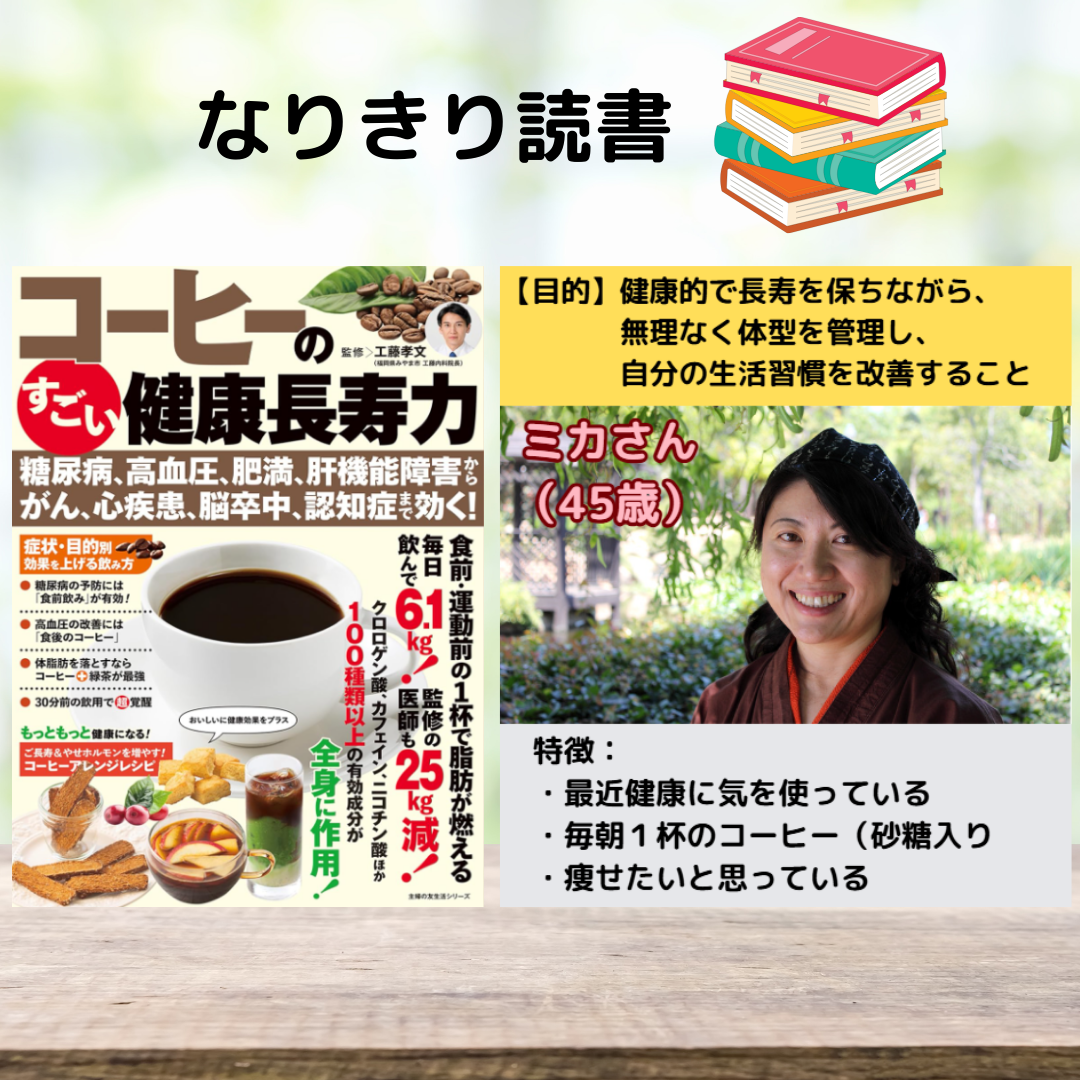 なりきり読書
コーヒーの
監修＞工藤孝文
（福岡県みやま市 工藤内科院長）
すごい健康長寿力
糖尿病、高血圧、肥満、肝機能障害から
がん、心疾患、脳卒中、認知症まで効く！
症状・目的別
効果を上げる飲み方
● 糖尿病の予防には
「食前飲み」が有効！
● 高血圧の改善には
「食後のコーヒー」
● 体脂肪を落とすなら
コーヒー＋緑茶が最強
● 30分前の飲用で超覚醒
もっともっと健康になる！
ご長寿＆やせホルモンを増やす！
コーヒーアレンジレシピ
おいしいに健康効果をプラス
食前・運動前の1杯で脂肪が燃える
毎日飲んで6.1kg！監修の医師も25kg減！
クロロゲン酸、カフェイン、ニコチン酸ほか
100種類以上の有効成分が
全身に作用！
主婦の友生活シリーズ
【目的】健康的で長寿を保ちながら、
無理なく体型を管理し、
自分の生活習慣を改善すること
ミカさん
（45歳）
特徴：
・最近健康に気を使っている
・毎朝１杯のコーヒー（砂糖入り
・痩せたいと思っている